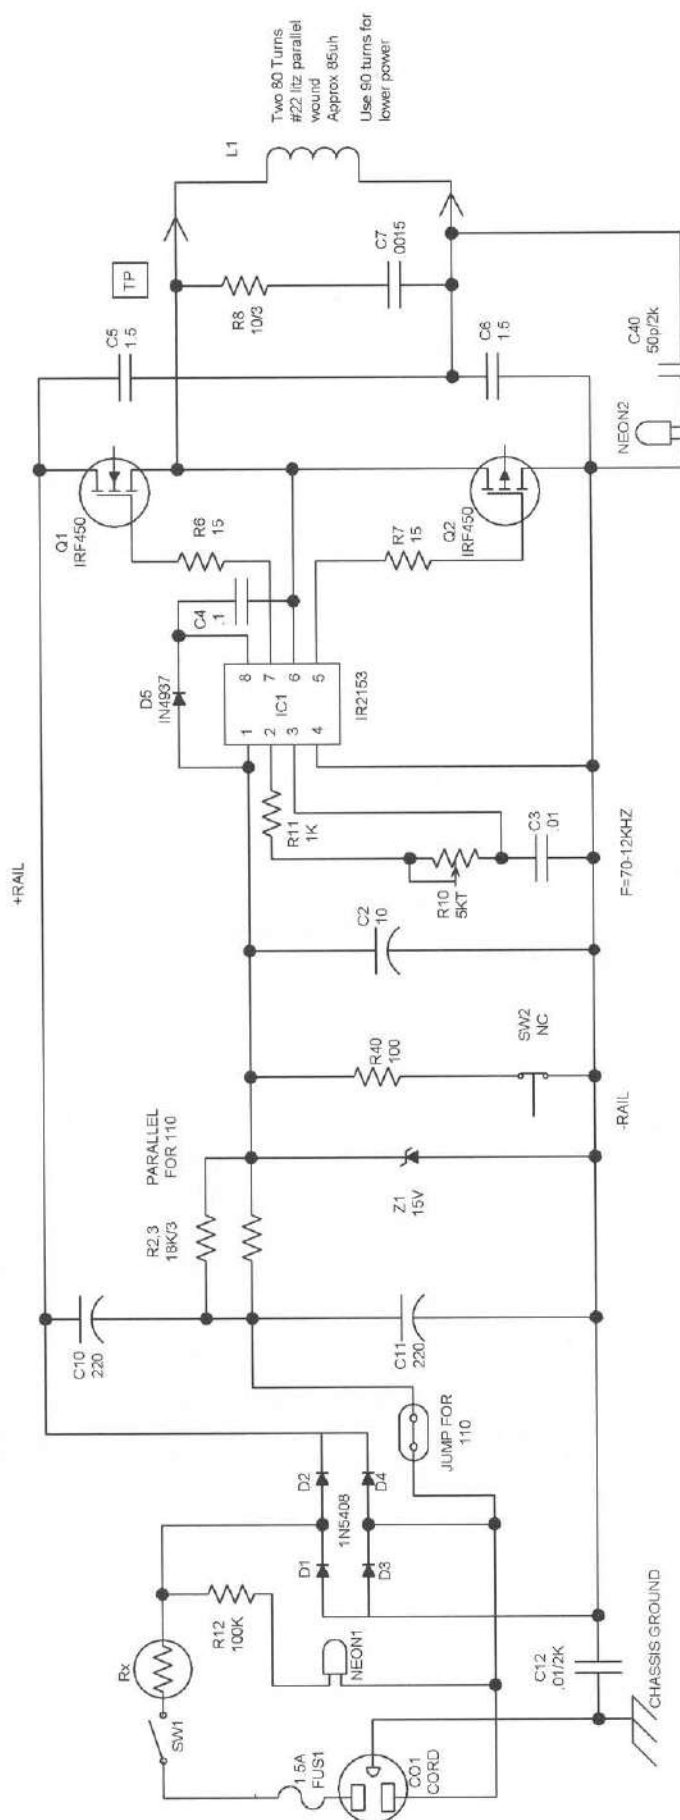 Two 80 Turns
#22 litz parallel
wound
Approx 85uh
Use 90 turns for
lower power
L1
TP
C5
1.5
R8
10/3
C7
.0015
C6
1.5
C40
50p/2k
NEON2
Q1
IRF450
R6
15
R7
15
Q2
IRF450
C4
.1
D5
IN4937
8
7
6
5
IC1
1
2
3
4
IR2153
R11
1K
R10
5KT
C3
.01
F=70-12KHZ
+RAIL
C2
10
R40
100
SW2
NC
-RAIL
PARALLEL
FOR 110
R2,3
18K/3
Z1
15V
C10
220
C11
220
JUMP FOR
110
D2
D4
1N5408
D1
D3
Rx
R12
100K
NEON1
SW1
1.5A
FUS1
CO1
CORD
C12
.01/2K
CHASSIS GROUND